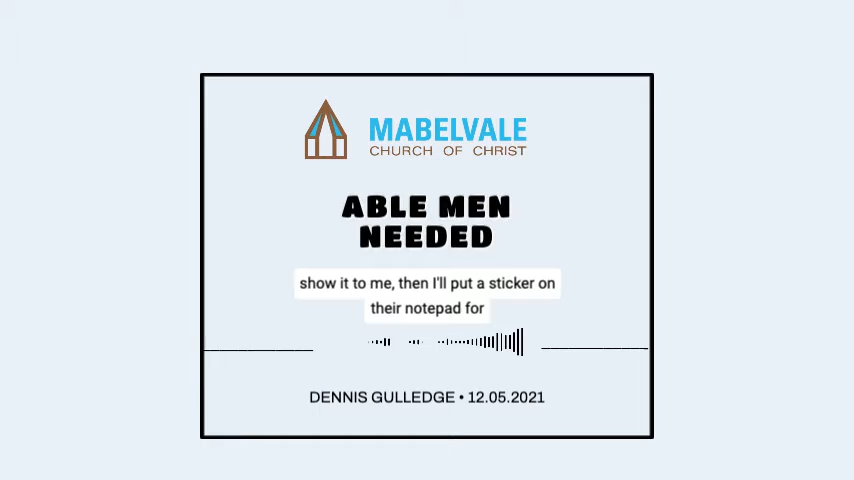 MABELVALE
CHURCH OF CHRIST
ABLE MEN
NEEDED
show it to me, then I'll put a sticker on
their notepad for
DENNIS GULLEDGE • 12.05.2021